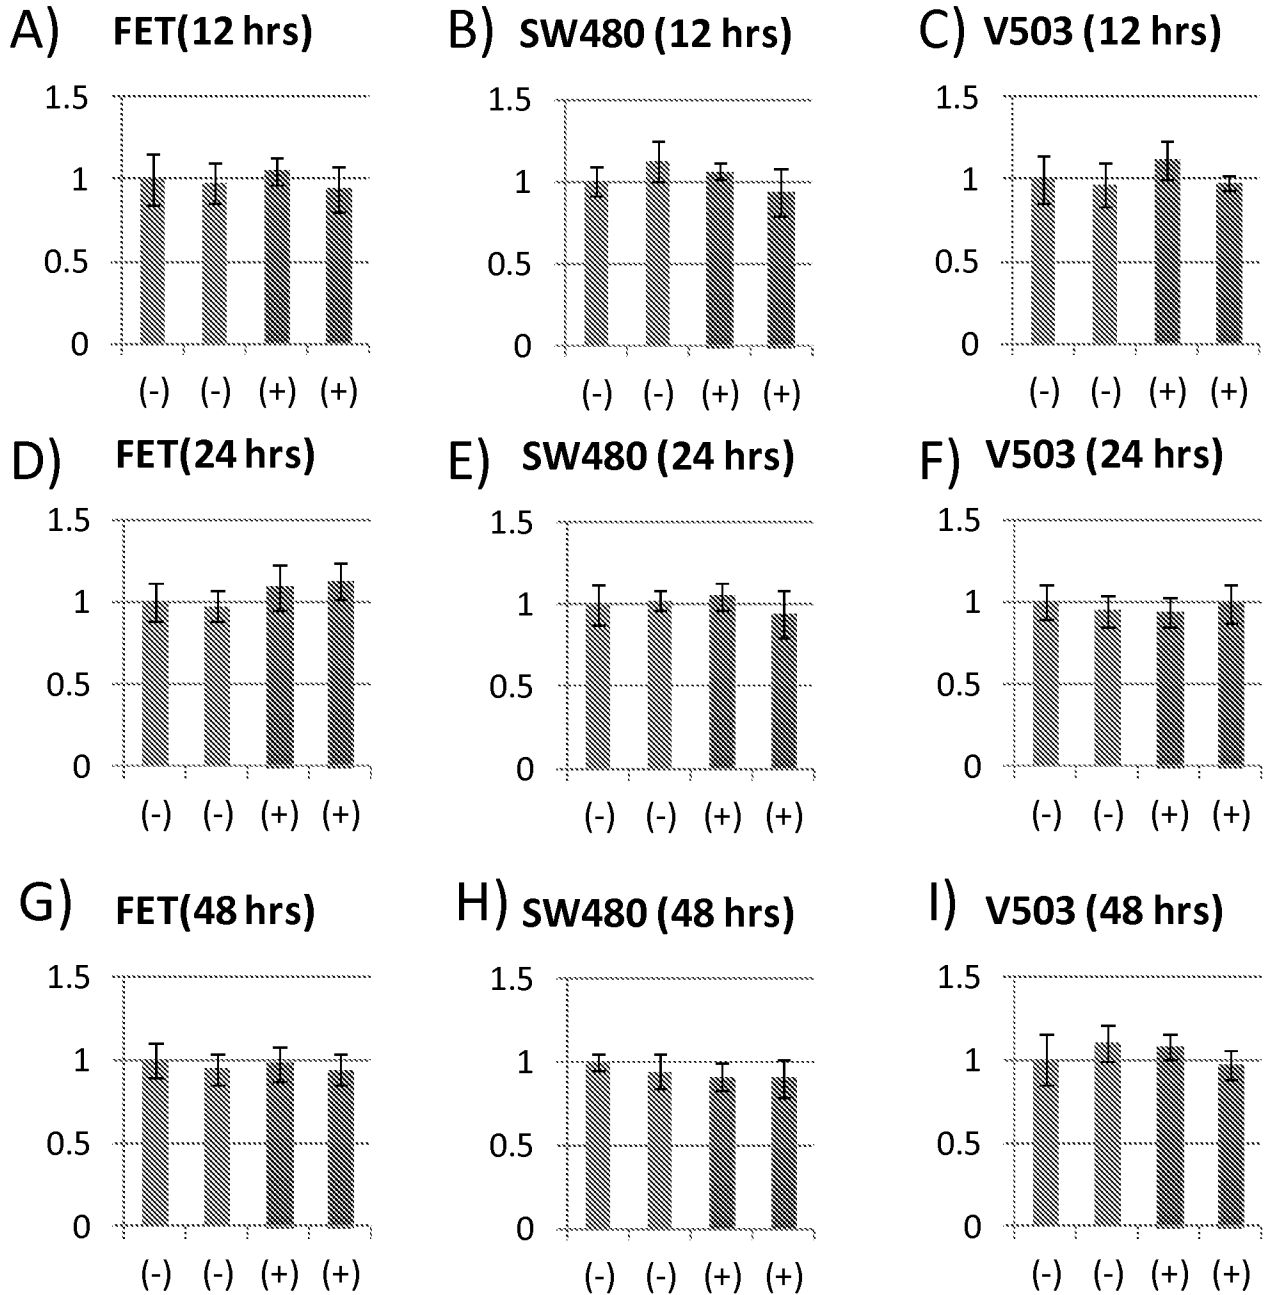 A) FET(12 hrs)
1.5
1
0.5
0
(-) (-) (+) (+)
B) SW480 (12 hrs)
1.5
1
0.5
0
(-) (-) (+) (+)
C) V503 (12 hrs)
1.5
1
0.5
0
(-) (-) (+) (+)
D) FET(24 hrs)
1.5
1
0.5
0
(-) (-) (+) (+)
E) SW480 (24 hrs)
1.5
1
0.5
0
(-) (-) (+) (+)
F) V503 (24 hrs)
1.5
1
0.5
0
(-) (-) (+) (+)
G) FET(48 hrs)
1.5
1
0.5
0
(-) (-) (+) (+)
H) SW480 (48 hrs)
1.5
1
0.5
0
(-) (-) (+) (+)
I) V503 (48 hrs)
1.5
1
0.5
0
(-) (-) (+) (+)